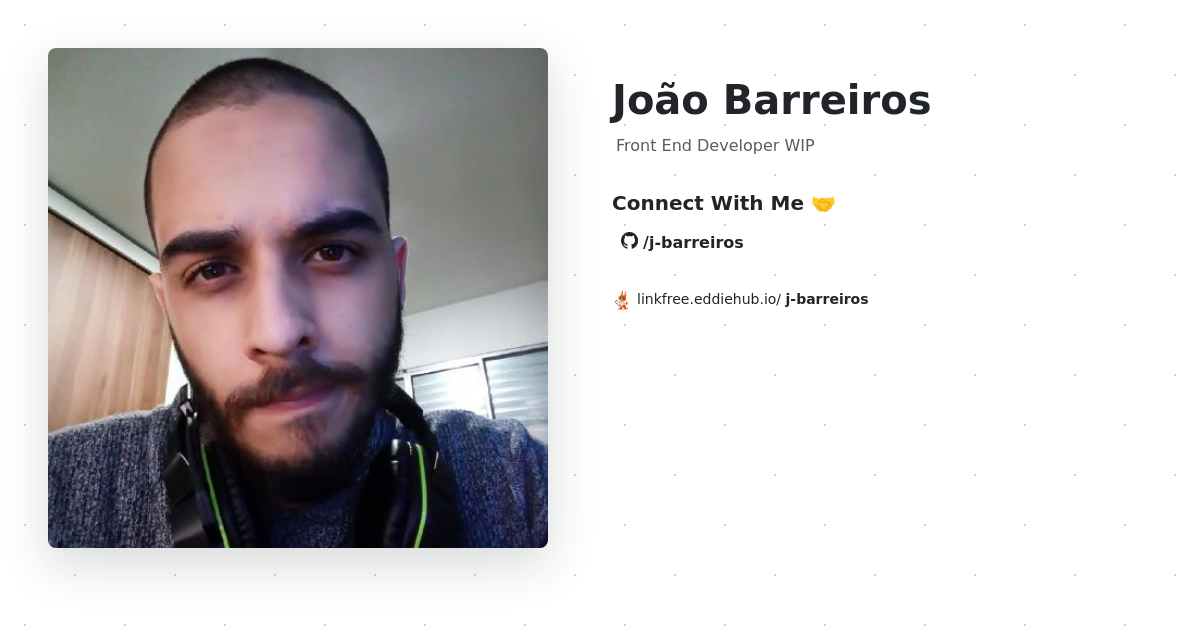 João Barreiros
Front End Developer WIP
Connect With Me 🤝
/j-barreiros
linkfree.eddiehub.io/ j-barreiros